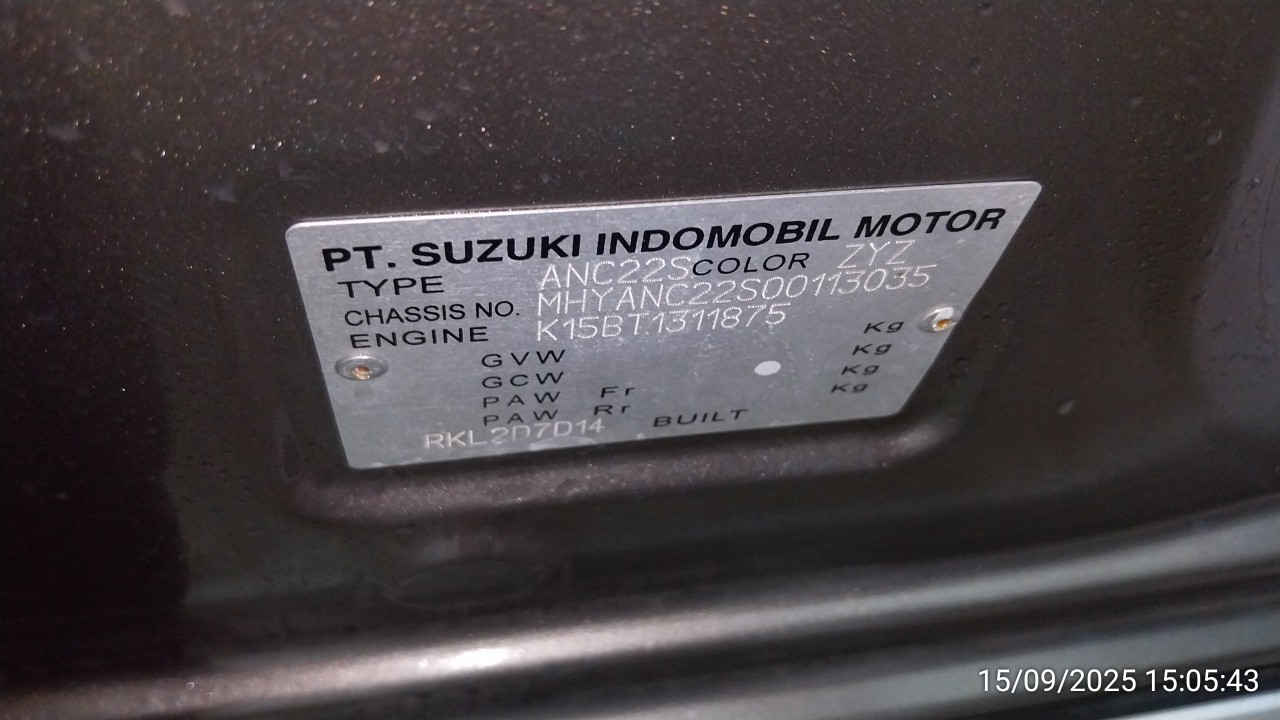 PT. SUZUKI INDOMOBIL MOTOR
TYPE ANC22S COLOR ZYZ
CHASSIS NO. MHYANC22S00113035
ENGINE K15BT1311875
GVW Kg
GCW Kg
PAW Fr Kg
PAW Rr Kg
RKL2D7D14 BUILT
15/09/2025 15:05:43